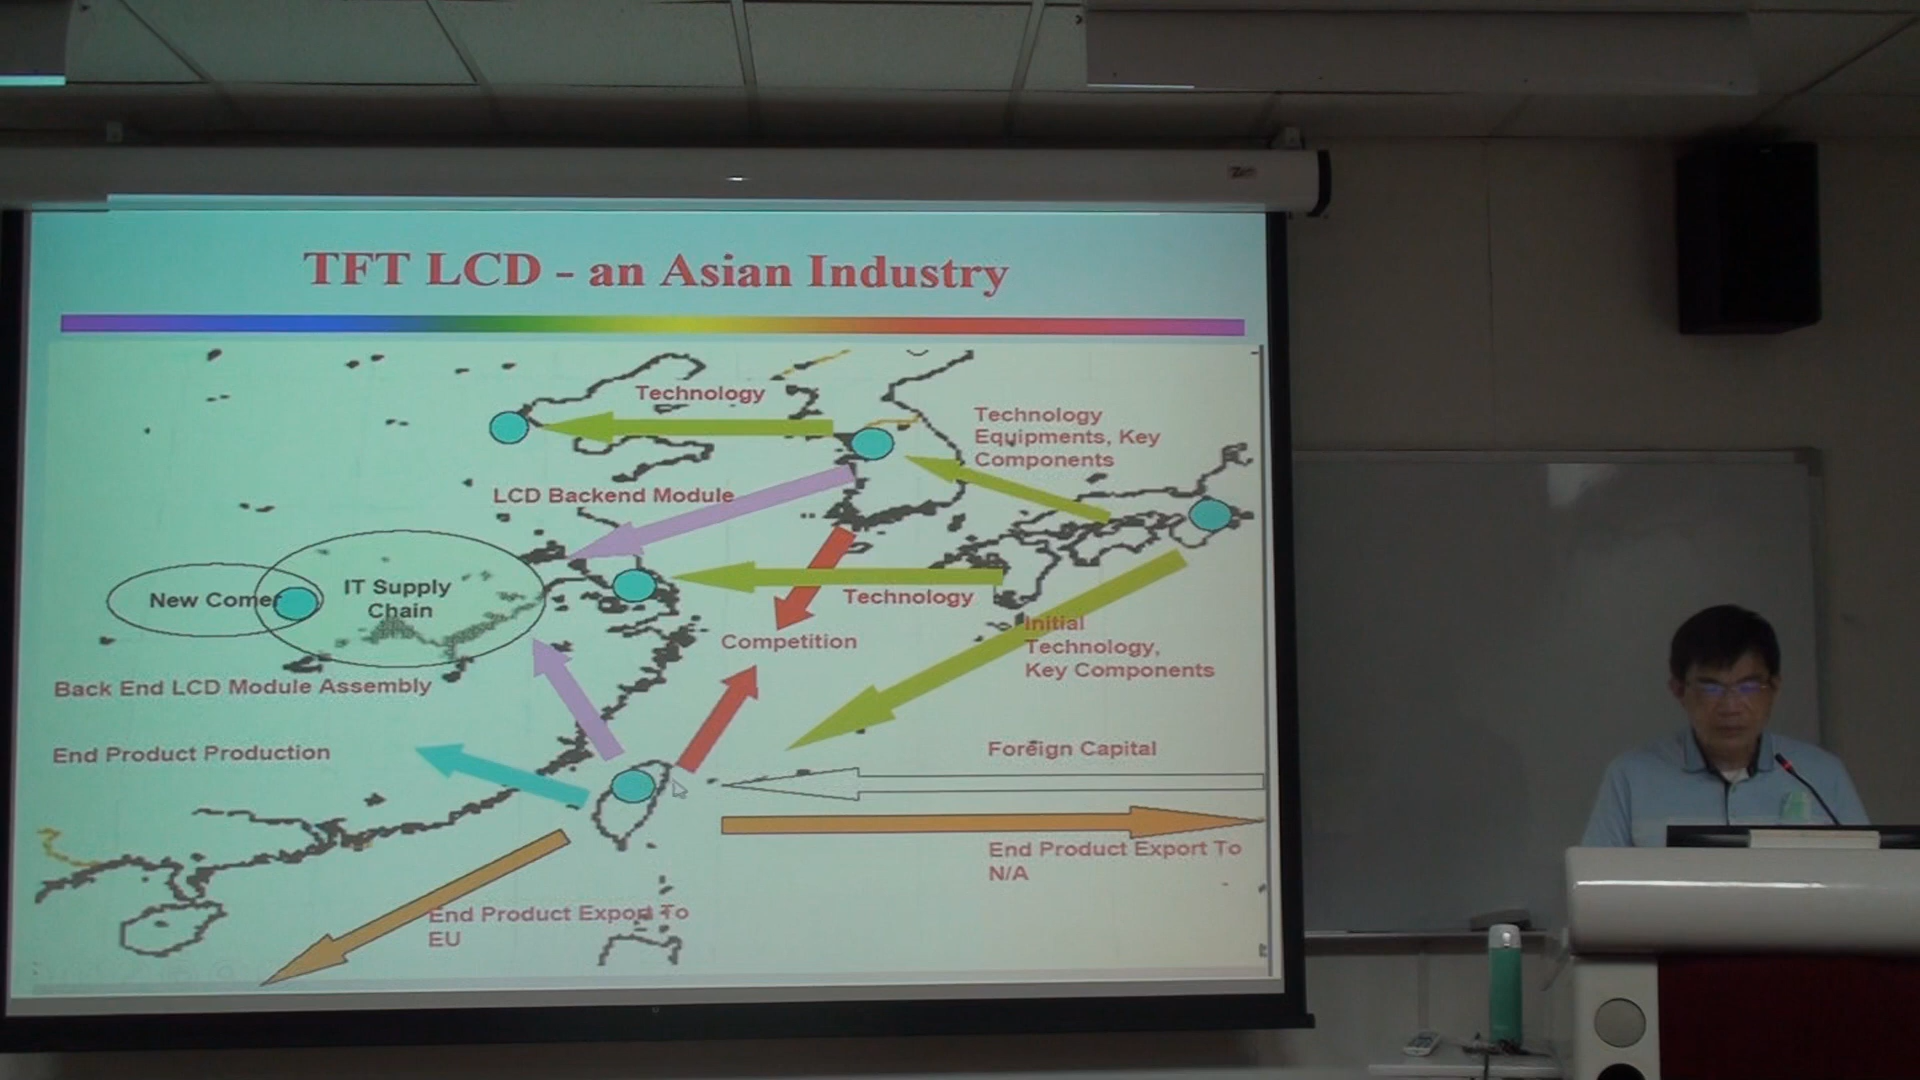 TFT LCD - an Asian Industry
Technology
Technology
Equipments, Key
Components
LCD Backend Module
New Comer
IT Supply
Chain
Technology
Competition
Initial
Technology,
Key Components
Back End LCD Module Assembly
End Product Production
Foreign Capital
End Product Export To
N/A
End Product Export To
EU